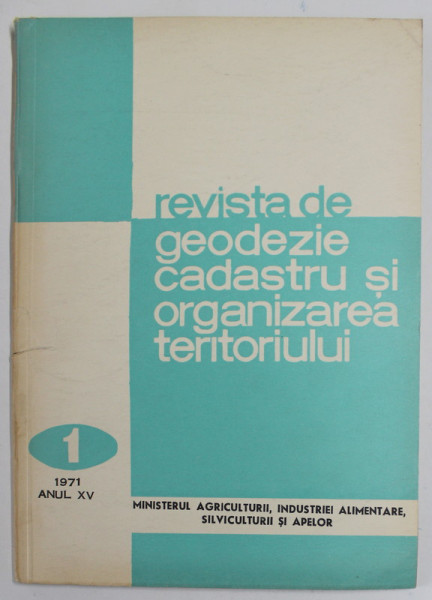 revista de
geodezie
cadastru și
organizarea
teritoriului
1
1971
ANUL XV
MINISTERUL AGRICULTURII, INDUSTRIEI ALIMENTARE,
SILVICULTURII ȘI APELOR